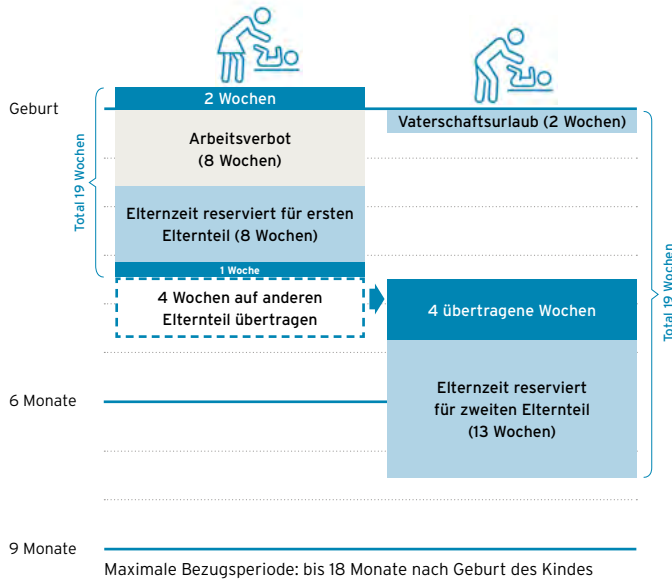 2 Wochen
Geburt
Vaterschaftsurlaub (2 Wochen)
Arbeitsverbot
(8 Wochen)
Total 19 Wochen
Elternzeit reserviert für ersten
Elternteil (8 Wochen)
1 Woche
4 Wochen auf anderen
Elternteil übertragen
4 übertragene Wochen
Total 19 Wochen
Elternzeit reserviert
für zweiten Elternteil
(13 Wochen)
6 Monate
9 Monate
Maximale Bezugsperiode: bis 18 Monate nach Geburt des Kindes